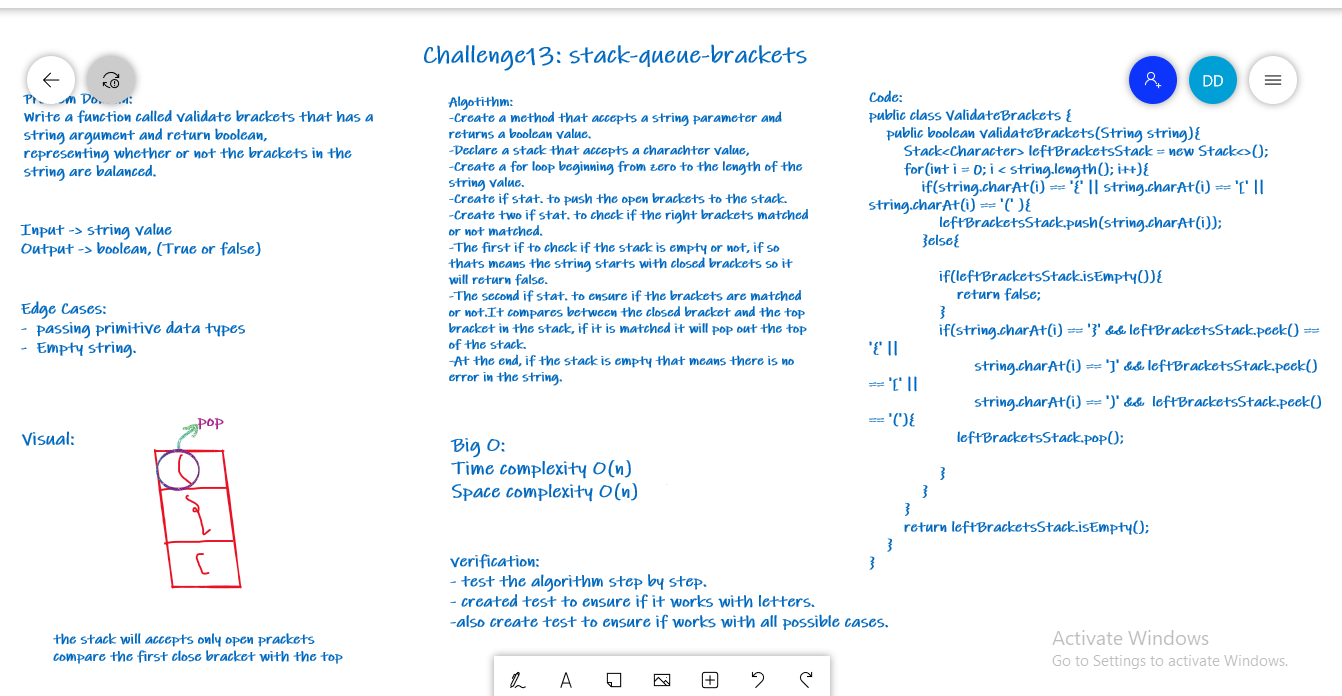 Challenge13: stack-queue-brackets
DD
Problem Domain:
Write a function called validate brackets that has a
string argument and return boolean,
representing whether or not the brackets in the
string are balanced.
Input -> string value
Output -> boolean, (True or false)
Edge Cases:
- passing primitive data types
- Empty string.
Visual:
pop
(
{
[
the stack will accepts only open prackets
compare the first close bracket with the top
Algotithm:
-Create a method that accepts a string parameter and
returns a boolean value.
-Declare a stack that accepts a charachter value,
-Create a for loop beginning from zero to the length of the
string value.
-Create if stat. to push the open brackets to the stack.
-Create two if stat. to check if the right brackets matched
or not matched.
-The first if to check if the stack is empty or not, if so
thats means the string starts with closed brackets so it
will return false.
-The second if stat. to ensure if the brackets are matched
or not.It compares between the closed bracket and the top
bracket in the stack, if it is matched it will pop out the top
of the stack.
-At the end, if the stack is empty that means there is no
error in the string.
Big O:
Time complexity O(n)
Space complexity O(n)
verification:
- test the algorithm step by step.
- created test to ensure if it works with letters.
-also create test to ensure if works with all possible cases.
Code:
public class ValidateBrackets {
public boolean validateBrackets(String string){
Stack<Character> leftBracketsStack = new Stack<>();
for(int i = 0; i < string.length(); i++){
if(string.charAt(i) == '{' || string.charAt(i) == '[' ||
string.charAt(i) == '(' ){
leftBracketsStack.push(string.charAt(i));
}else{
if(leftBracketsStack.isEmpty()){
return false;
}
if(string.charAt(i) == '}' && leftBracketsStack.peek() ==
'{' ||
string.charAt(i) == ']' && leftBracketsStack.peek()
== '[' ||
string.charAt(i) == ')' && leftBracketsStack.peek()
== '('){
leftBracketsStack.pop();
}
}
}
return leftBracketsStack.isEmpty();
}
}
Activate Windows
Go to Settings to activate Windows.
A